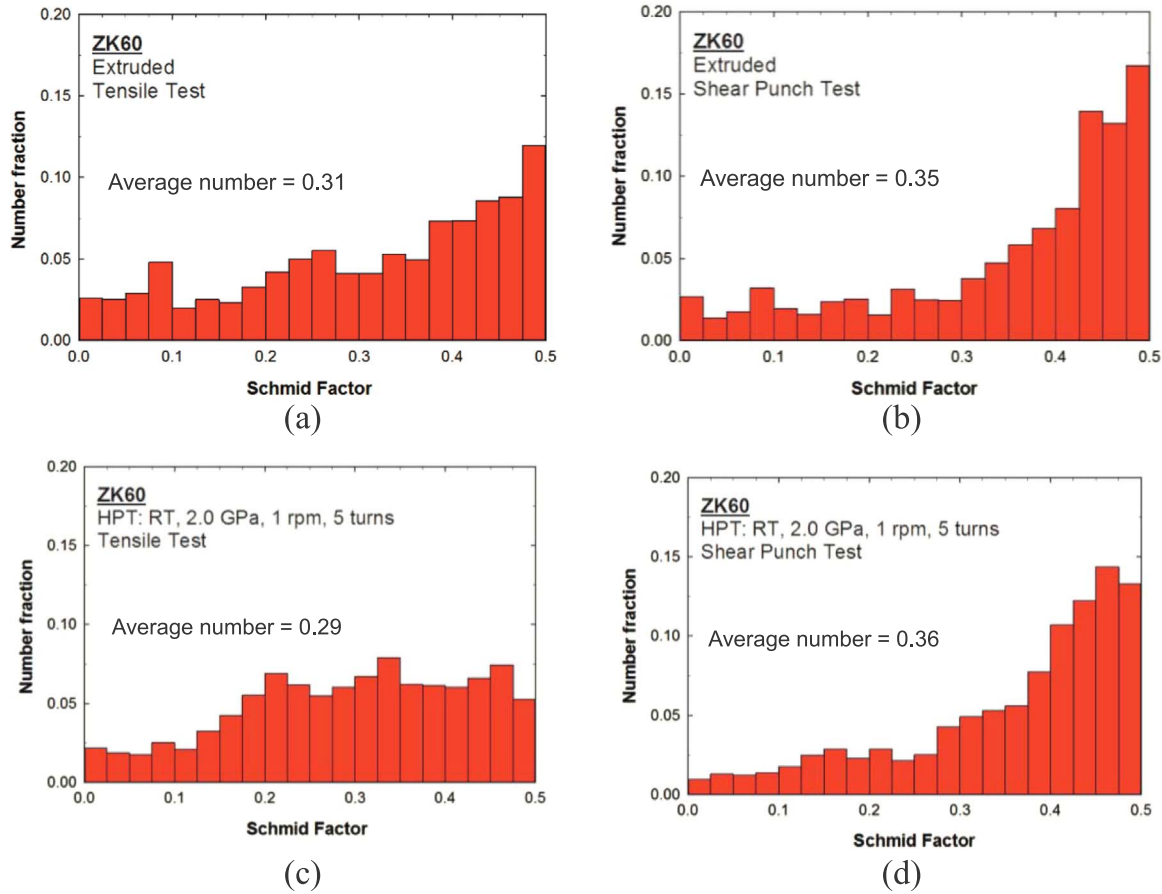 0.20
0.15
0.10
0.05
0.00
Number fraction
ZK60
Extruded
Tensile Test
Average number = 0.31
0.0
0.1
0.2
0.3
0.4
0.5
Schmid Factor
(a)
0.20
0.15
0.10
0.05
0.00
Number fraction
ZK60
Extruded
Shear Punch Test
Average number = 0.35
0.0
0.1
0.2
0.3
0.4
0.5
Schmid Factor
(b)
0.20
0.15
0.10
0.05
0.00
Number fraction
ZK60
HPT: RT, 2.0 GPa, 1 rpm, 5 turns
Tensile Test
Average number = 0.29
0.0
0.1
0.2
0.3
0.4
0.5
Schmid Factor
(c)
0.20
0.15
0.10
0.05
0.00
Number fraction
ZK60
HPT: RT, 2.0 GPa, 1 rpm, 5 turns
Shear Punch Test
Average number = 0.36
0.0
0.1
0.2
0.3
0.4
0.5
Schmid Factor
(d)